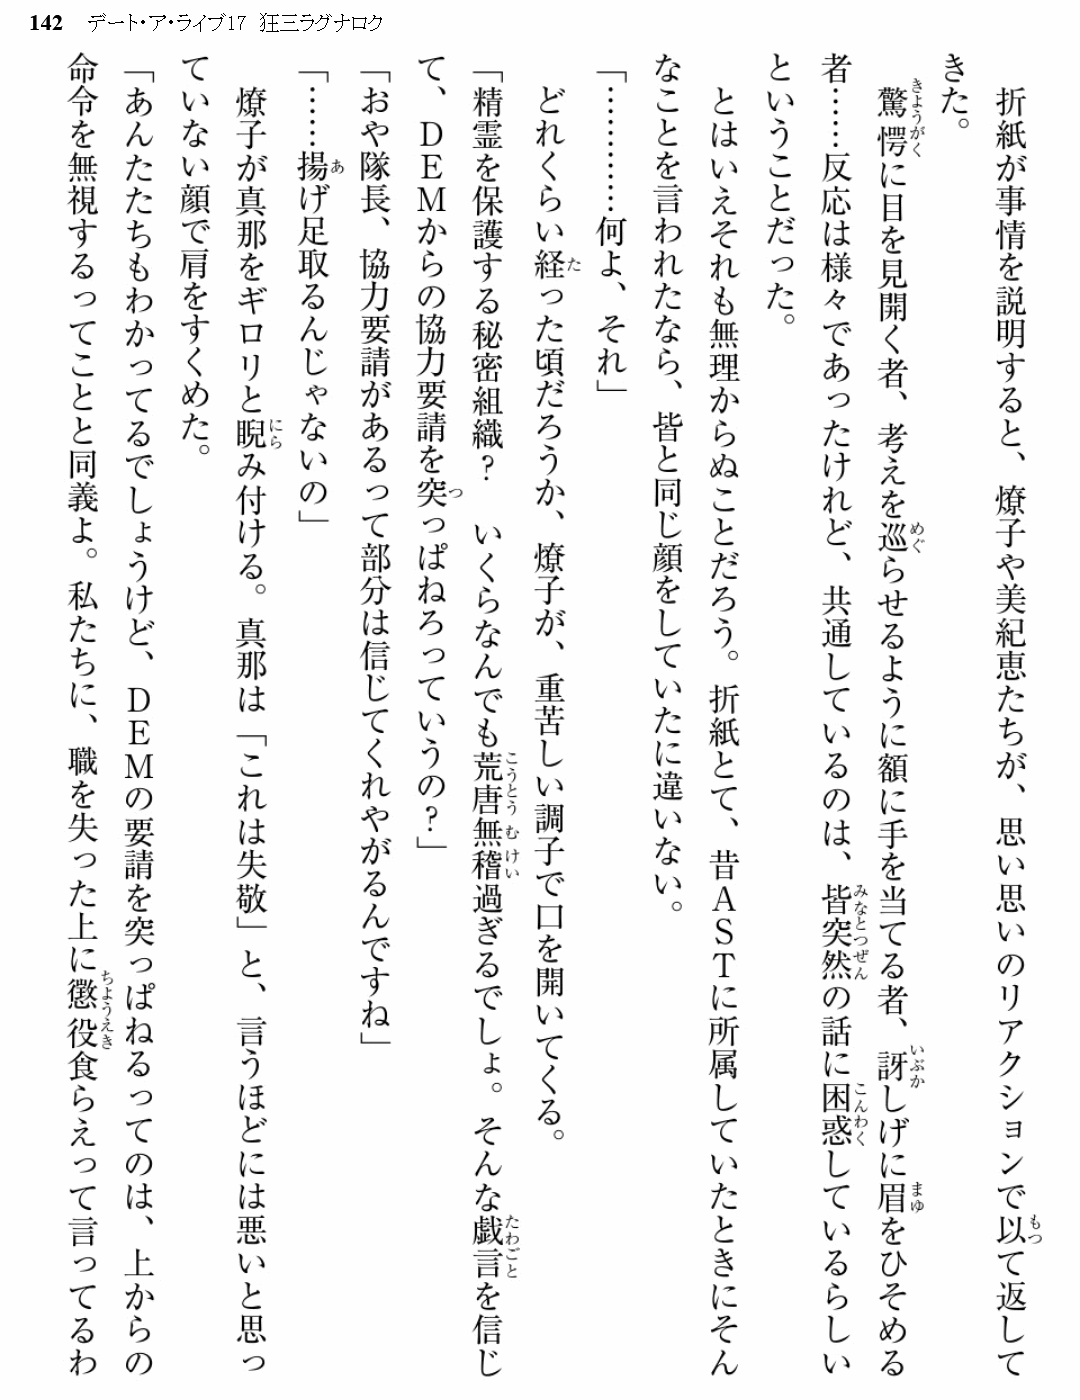 142 デート・ア・ライブ17 狂三ラグナロク
折紙が事情を説明すると、燎子や美紀恵たちが、思い思いのリアクションで以て返して
きた。
驚愕に目を見開く者、考えを巡らせるように額に手を当てる者、訝しげに眉をひそめる
者……反応は様々であったけれど、共通しているのは、皆突然の話に困惑しているらしい
ということだった。
とはいえそれも無理からぬことだろう。折紙とて、昔ASTに所属していたときにそん
なことを言われたなら、皆と同じ顔をしていたに違いない。
「…………何よ、それ」
どれくらい経った頃だろうか、燎子が、重苦しい調子で口を開いてくる。
「精霊を保護する秘密組織？　いくらなんでも荒唐無稽過ぎるでしょ。そんな戯言を信じ
て、DEMからの協力要請を突っぱねろっていうの？」
「おや隊長、協力要請があるって部分は信じてくれやがるんですね」
「……揚げ足取るんじゃないの」
燎子が真那をギロリと睨み付ける。真那は「これは失敬」と、言うほどには悪いと思っ
ていない顔で肩をすくめた。
「あんたたちもわかってるでしょうけど、DEMの要請を突っぱねるってのは、上からの
命令を無視するってことと同義よ。私たちに、職を失った上に懲役食らえって言ってるわ